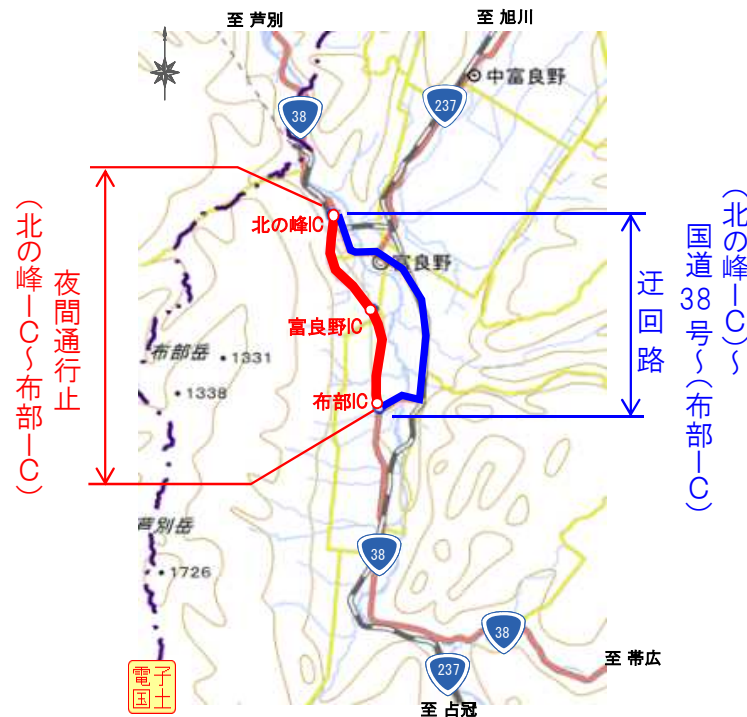 至 芦別
至 旭川
中富良野
38
237
北の峰IC
富良野
富良野IC
布部岳
1331
1338
布部IC
芦別岳
1726
38
38
237
至 帯広
至 占冠
電子
国土
夜間通行止
(北の峰IC~布部IC)
(北の峰IC)~
国道38号~(布部IC)
迂回路